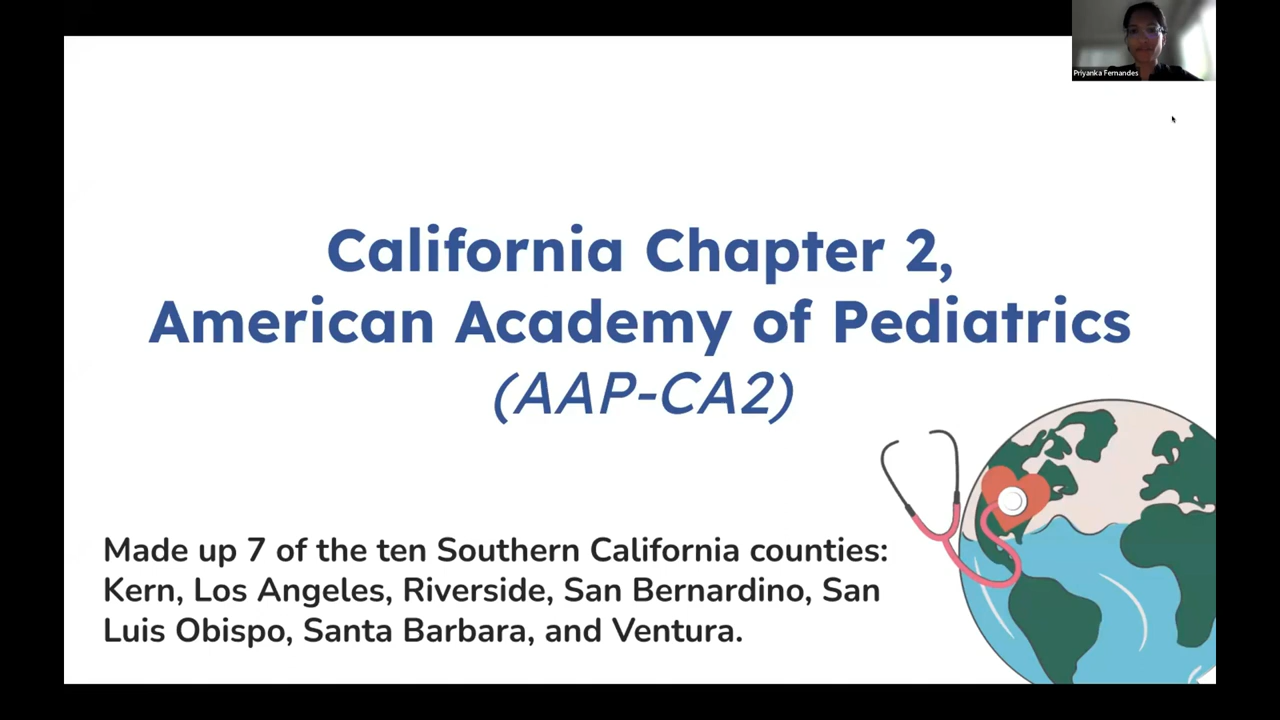 Priyanka Fernandes
California Chapter 2,
American Academy of Pediatrics
(AAP-CA2)
Made up 7 of the ten Southern California counties:
Kern, Los Angeles, Riverside, San Bernardino, San
Luis Obispo, Santa Barbara, and Ventura.